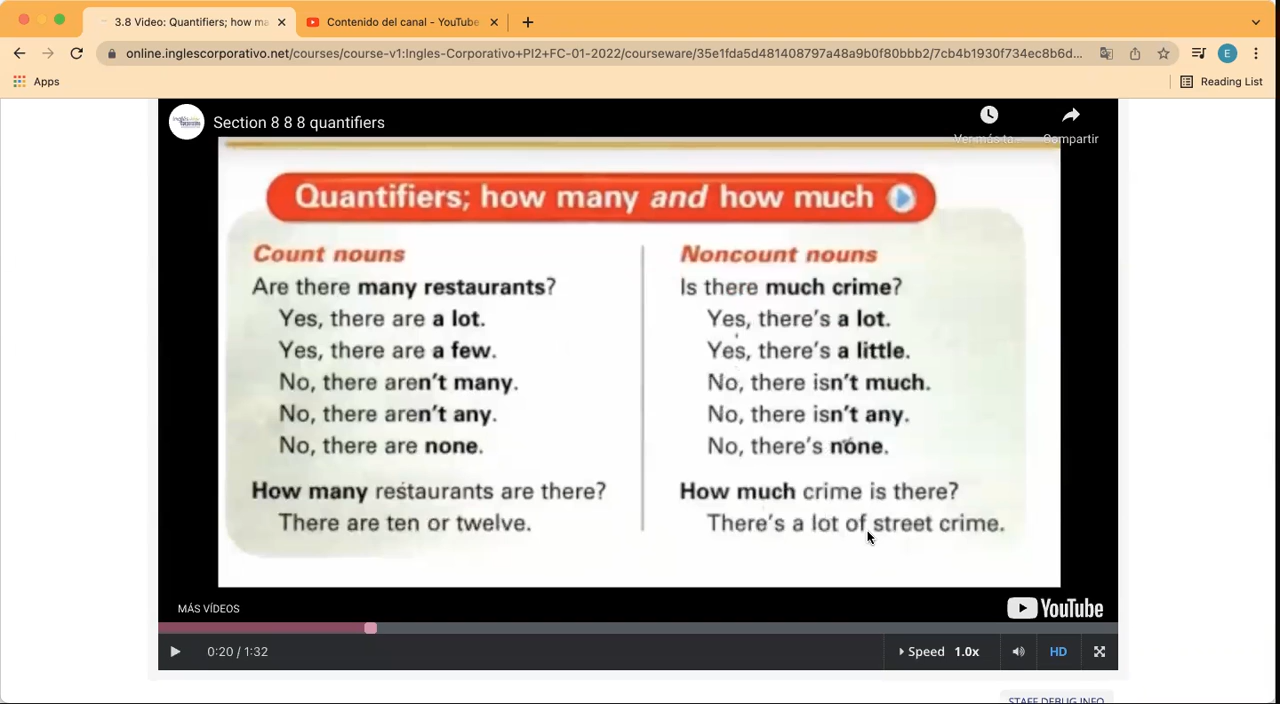 3.8 Video: Quantifiers; how ma
Contenido del canal - YouTube
online.inglescorporativo.net/courses/course-v1:Ingles-Corporativo+PI2+FC-01-2022/courseware/35e1fda5d481408797a48a9b0f80bbb2/7cb4b1930f734ec8b6d...
E
Apps
Reading List
Section 8 8 8 quantifiers
Ver más ta...
Compartir
Quantifiers; how many and how much
Count nouns
Are there many restaurants?
Yes, there are a lot.
Yes, there are a few.
No, there aren't many.
No, there aren't any.
No, there are none.
How many restaurants are there?
There are ten or twelve.
Noncount nouns
Is there much crime?
Yes, there's a lot.
Yes, there's a little.
No, there isn't much.
No, there isn't any.
No, there's none.
How much crime is there?
There's a lot of street crime.
MÁS VÍDEOS
YouTube
0:20 / 1:32
Speed 1.0x
HD
STAFF DEBUG INFO